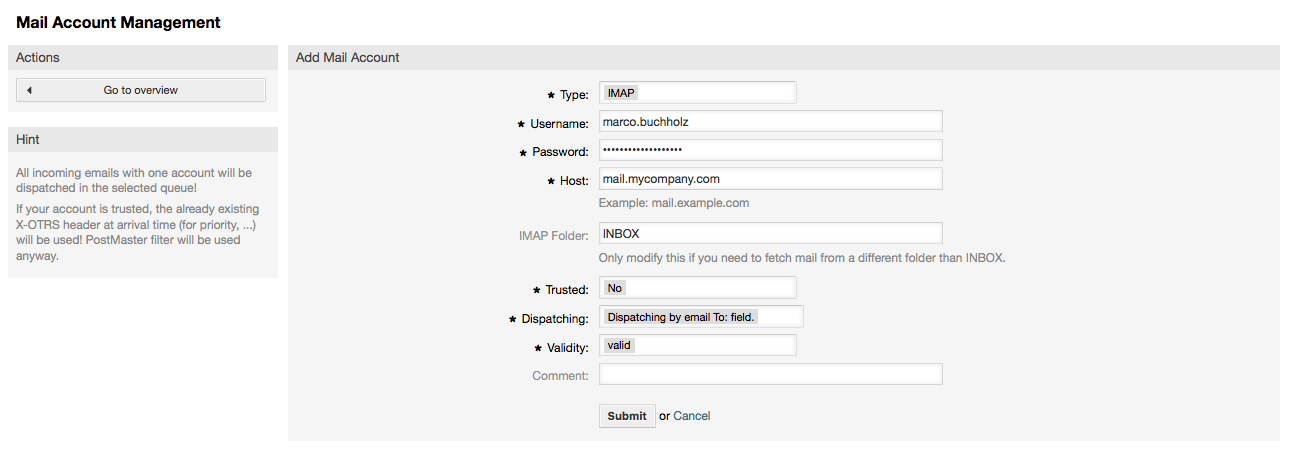 Mail Account Management
Actions
Go to overview
Hint
All incoming emails with one account will be
dispatched in the selected queue!
If your account is trusted, the already existing
X-OTRS header at arrival time (for priority, ...)
will be used! PostMaster filter will be used
anyway.
Add Mail Account
* Type: IMAP
* Username: marco.buchholz
* Password: •••••••••••••••••••
* Host: mail.mycompany.com
Example: mail.example.com
IMAP Folder: INBOX
Only modify this if you need to fetch mail from a different folder than INBOX.
* Trusted: No
* Dispatching: Dispatching by email To: field.
* Validity: valid
Comment:
Submit or Cancel